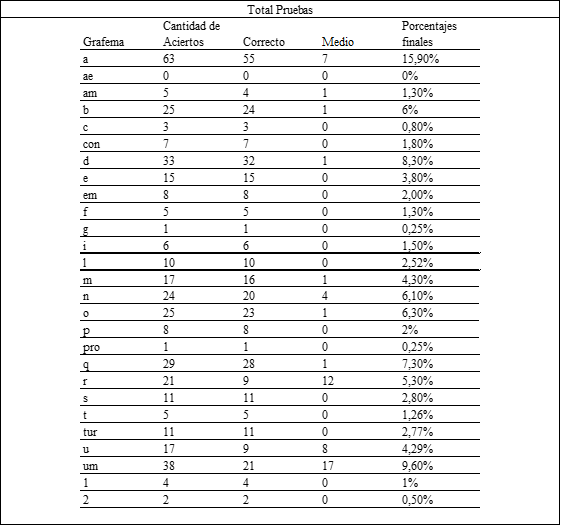 Total Pruebas
Grafema Cantidad de Aciertos Correcto Medio Porcentajes finales
a 63 55 7 15,90%
ae 0 0 0 0%
am 5 4 1 1,30%
b 25 24 1 6%
c 3 3 0 0,80%
con 7 7 0 1,80%
d 33 32 1 8,30%
e 15 15 0 3,80%
em 8 8 0 2,00%
f 5 5 0 1,30%
g 1 1 0 0,25%
i 6 6 0 1,50%
l 10 10 0 2,52%
m 17 16 1 4,30%
n 24 20 4 6,10%
o 25 23 1 6,30%
p 8 8 0 2%
pro 1 1 0 0,25%
q 29 28 1 7,30%
r 21 9 12 5,30%
s 11 11 0 2,80%
t 5 5 0 1,26%
tur 11 11 0 2,77%
u 17 9 8 4,29%
um 38 21 17 9,60%
1 4 4 0 1%
2 2 2 0 0,50%